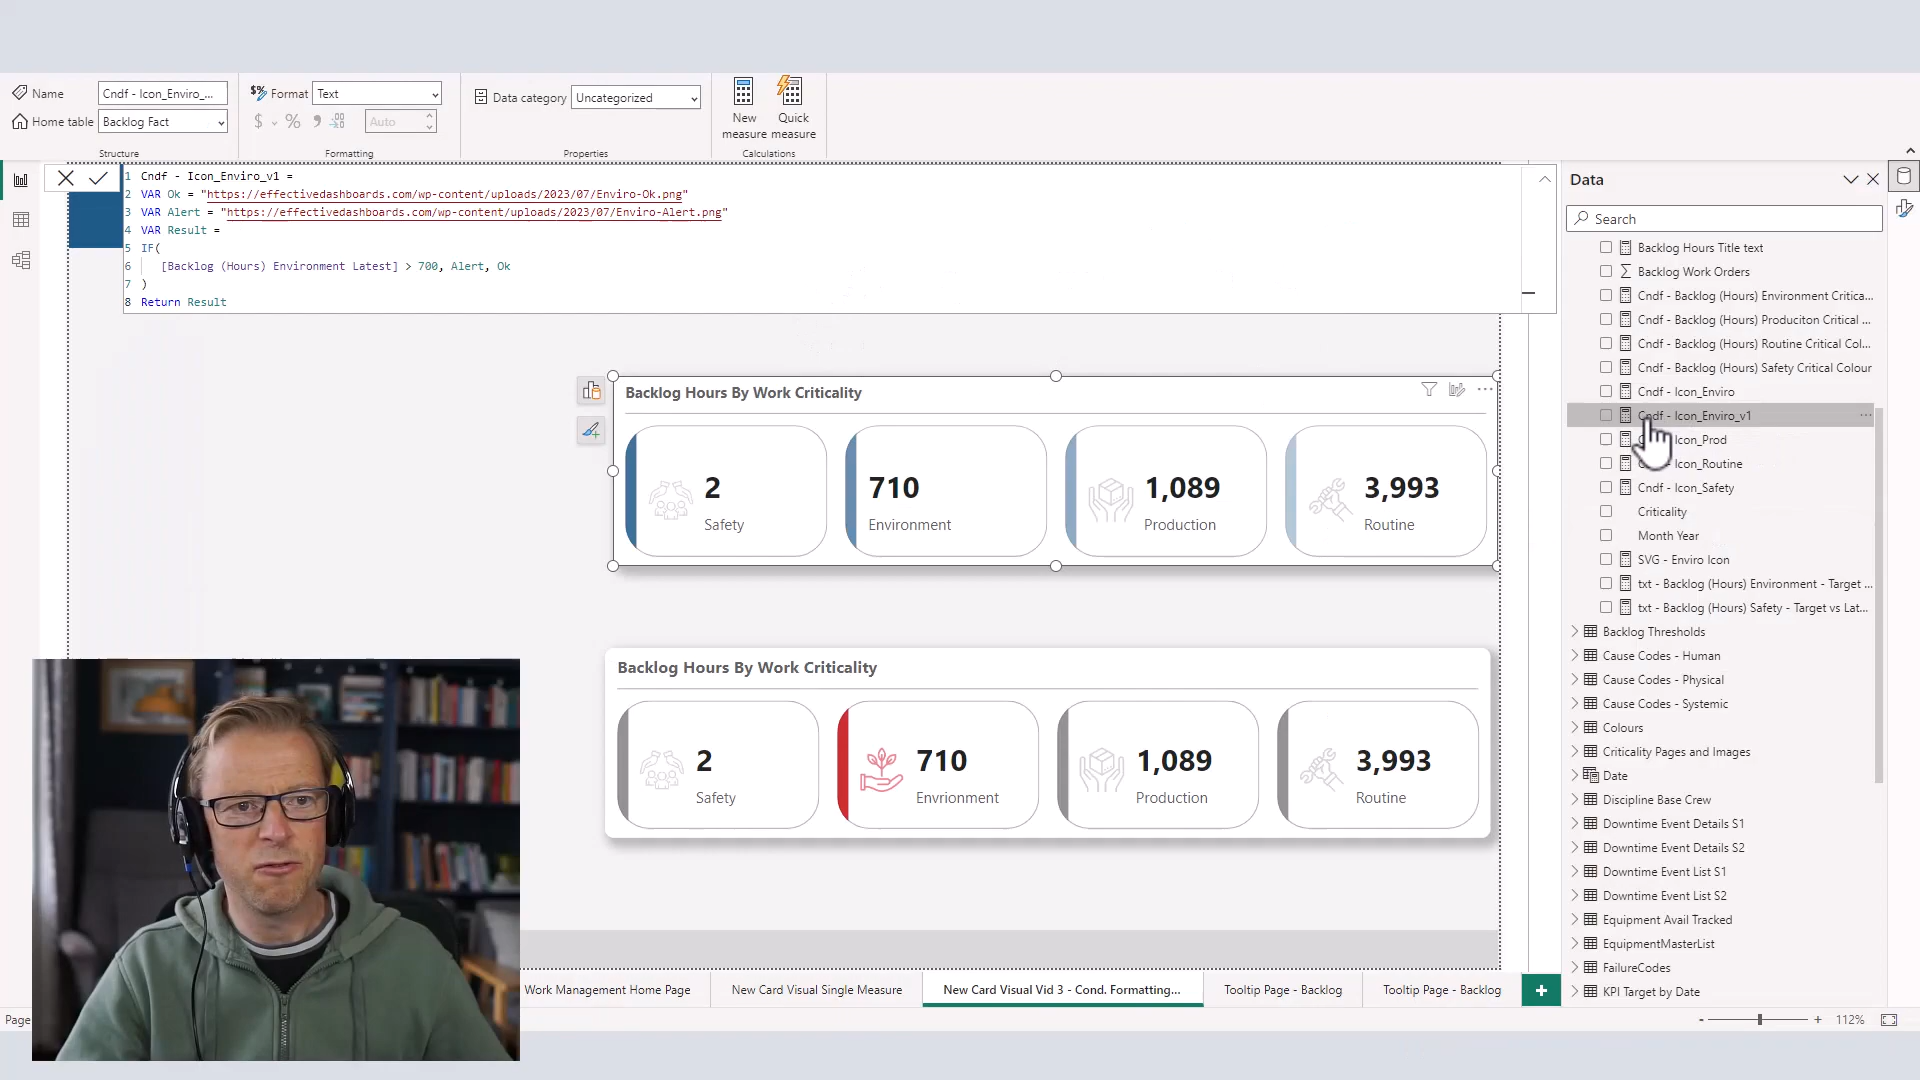 Name
Cndf - Icon_Enviro_...
Format
Text
Data category
Uncategorized
New measure
Quick measure
Home table
Backlog Fact
$
%
Auto
Structure
Formatting
Properties
Calculations
1 Cndf - Icon_Enviro_v1 =
2 VAR Ok = "https://effectivedashboards.com/wp-content/uploads/2023/07/Enviro-Ok.png"
3 VAR Alert = "https://effectivedashboards.com/wp-content/uploads/2023/07/Enviro-Alert.png"
4 VAR Result =
5 IF(
6 [Backlog (Hours) Environment Latest] > 700, Alert, Ok
7 )
8 Return Result
Backlog Hours By Work Criticality
2
Safety
710
Environment
1,089
Production
3,993
Routine
Backlog Hours By Work Criticality
2
Safety
710
Envrionment
1,089
Production
3,993
Routine
Data
Search
Backlog Hours Title text
Backlog Work Orders
Cndf - Backlog (Hours) Environment Critica...
Cndf - Backlog (Hours) Produciton Critical ...
Cndf - Backlog (Hours) Routine Critical Col...
Cndf - Backlog (Hours) Safety Critical Colour
Cndf - Icon_Enviro
Cndf - Icon_Enviro_v1
Icon_Prod
Icon_Routine
Cndf - Icon_Safety
Criticality
Month Year
SVG - Enviro Icon
txt - Backlog (Hours) Environment - Target ...
txt - Backlog (Hours) Safety - Target vs Lat...
Backlog Thresholds
Cause Codes - Human
Cause Codes - Physical
Cause Codes - Systemic
Colours
Criticality Pages and Images
Date
Discipline Base Crew
Downtime Event Details S1
Downtime Event Details S2
Downtime Event List S1
Downtime Event List S2
Equipment Avail Tracked
EquipmentMasterList
FailureCodes
KPI Target by Date
Work Management Home Page
New Card Visual Single Measure
New Card Visual Vid 3 - Cond. Formatting...
Tooltip Page - Backlog
Tooltip Page - Backlog
+
Page
- + 112%